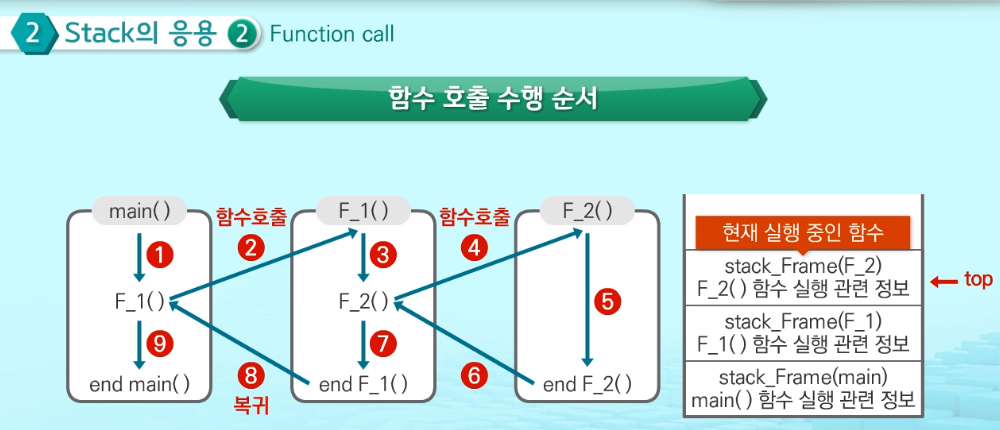 2 Stack의 응용 2 Function call
함수 호출 수행 순서
main( )
1
F_1( )
9
end main( )
함수호출
2
8
복귀
F_1( )
3
F_2( )
7
end F_1( )
함수호출
4
6
F_2( )
5
end F_2( )
현재 실행 중인 함수
stack_Frame(F_2)
F_2( ) 함수 실행 관련 정보
top
stack_Frame(F_1)
F_1( ) 함수 실행 관련 정보
stack_Frame(main)
main( ) 함수 실행 관련 정보